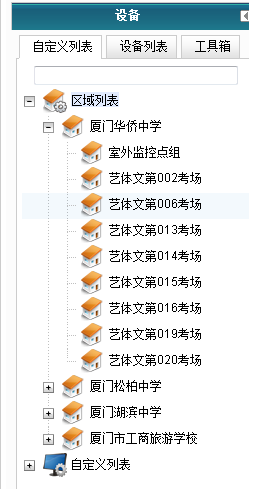 设备
自定义列表 设备列表 工具箱
区域列表
厦门华侨中学
室外监控点组
艺体文第002考场
艺体文第006考场
艺体文第013考场
艺体文第014考场
艺体文第015考场
艺体文第016考场
艺体文第019考场
艺体文第020考场
厦门松柏中学
厦门湖滨中学
厦门市工商旅游学校
自定义列表